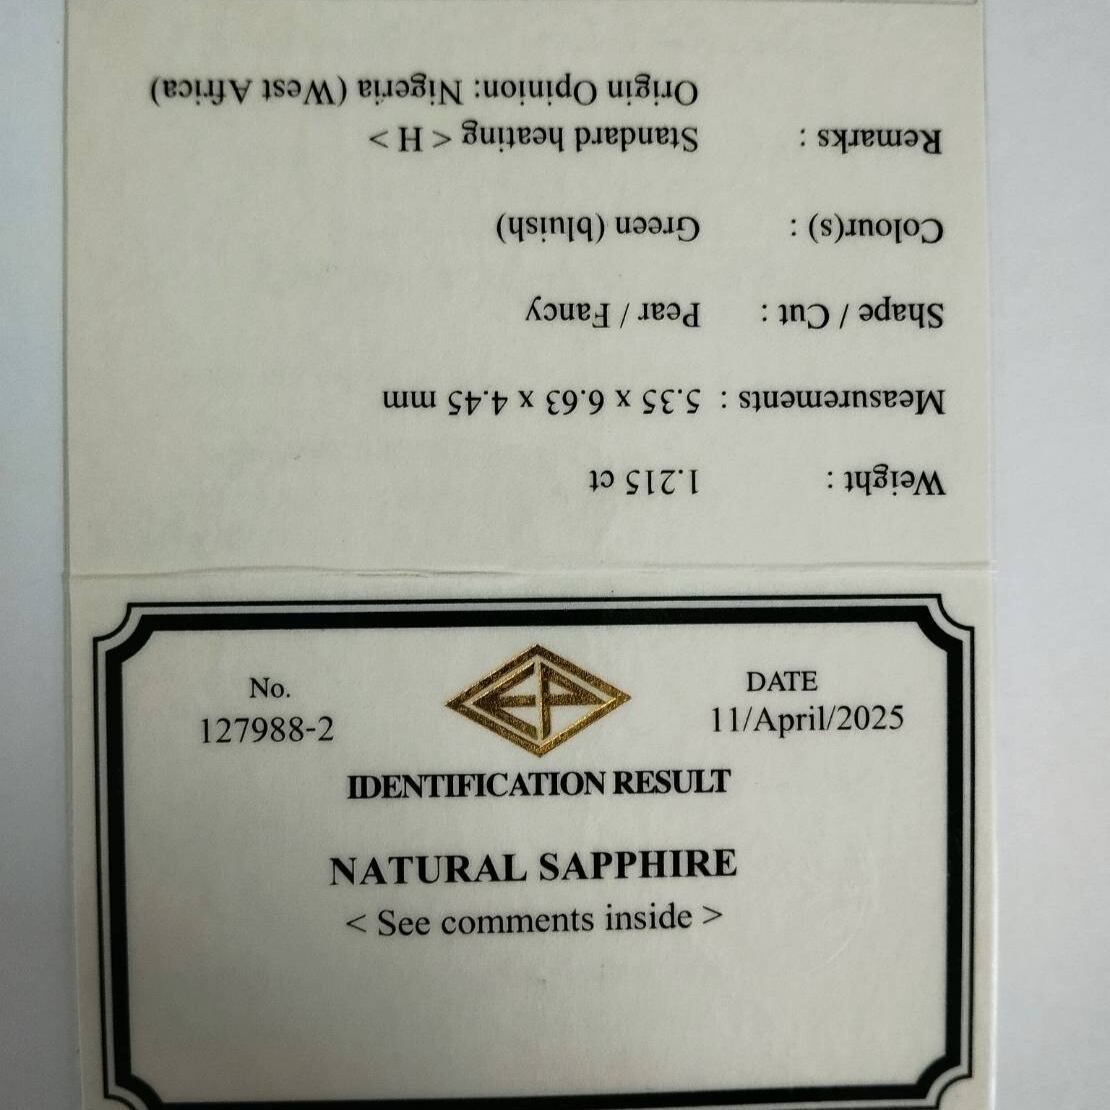 Weight : 1.215 ct
Measurements : 5.35 x 6.63 x 4.45 mm
Shape / Cut : Pear / Fancy
Colour(s) : Green (bluish)
Remarks : Standard heating < H >
Origin Opinion: Nigeria (West Africa)
EP
No.
127988-2
DATE
11/April/2025
IDENTIFICATION RESULT
NATURAL SAPPHIRE
< See comments inside >